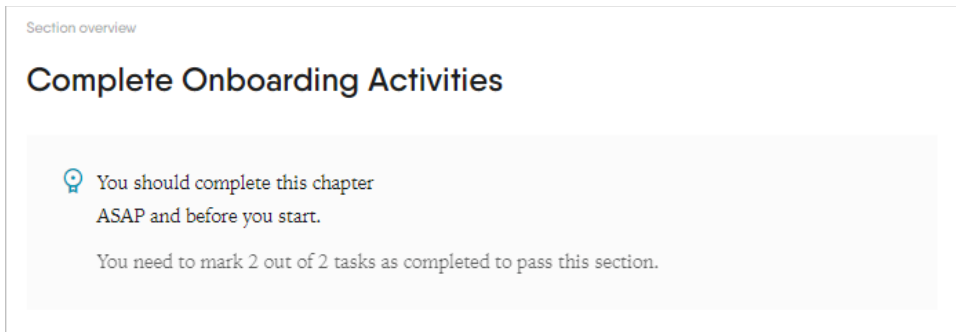 Section overview
Complete Onboarding Activities
You should complete this chapter
ASAP and before you start.
You need to mark 2 out of 2 tasks as completed to pass this section.